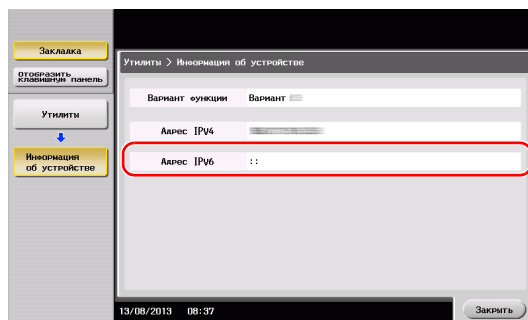 Закладка
Отобразить
клавишную панель
Утилиты
Информация
об устройстве
Утилиты > Информация об устройстве
Вариант функции Вариант
Адрес IPv4
Адрес IPv6 ::
13/08/2013 08:37
Закрыть